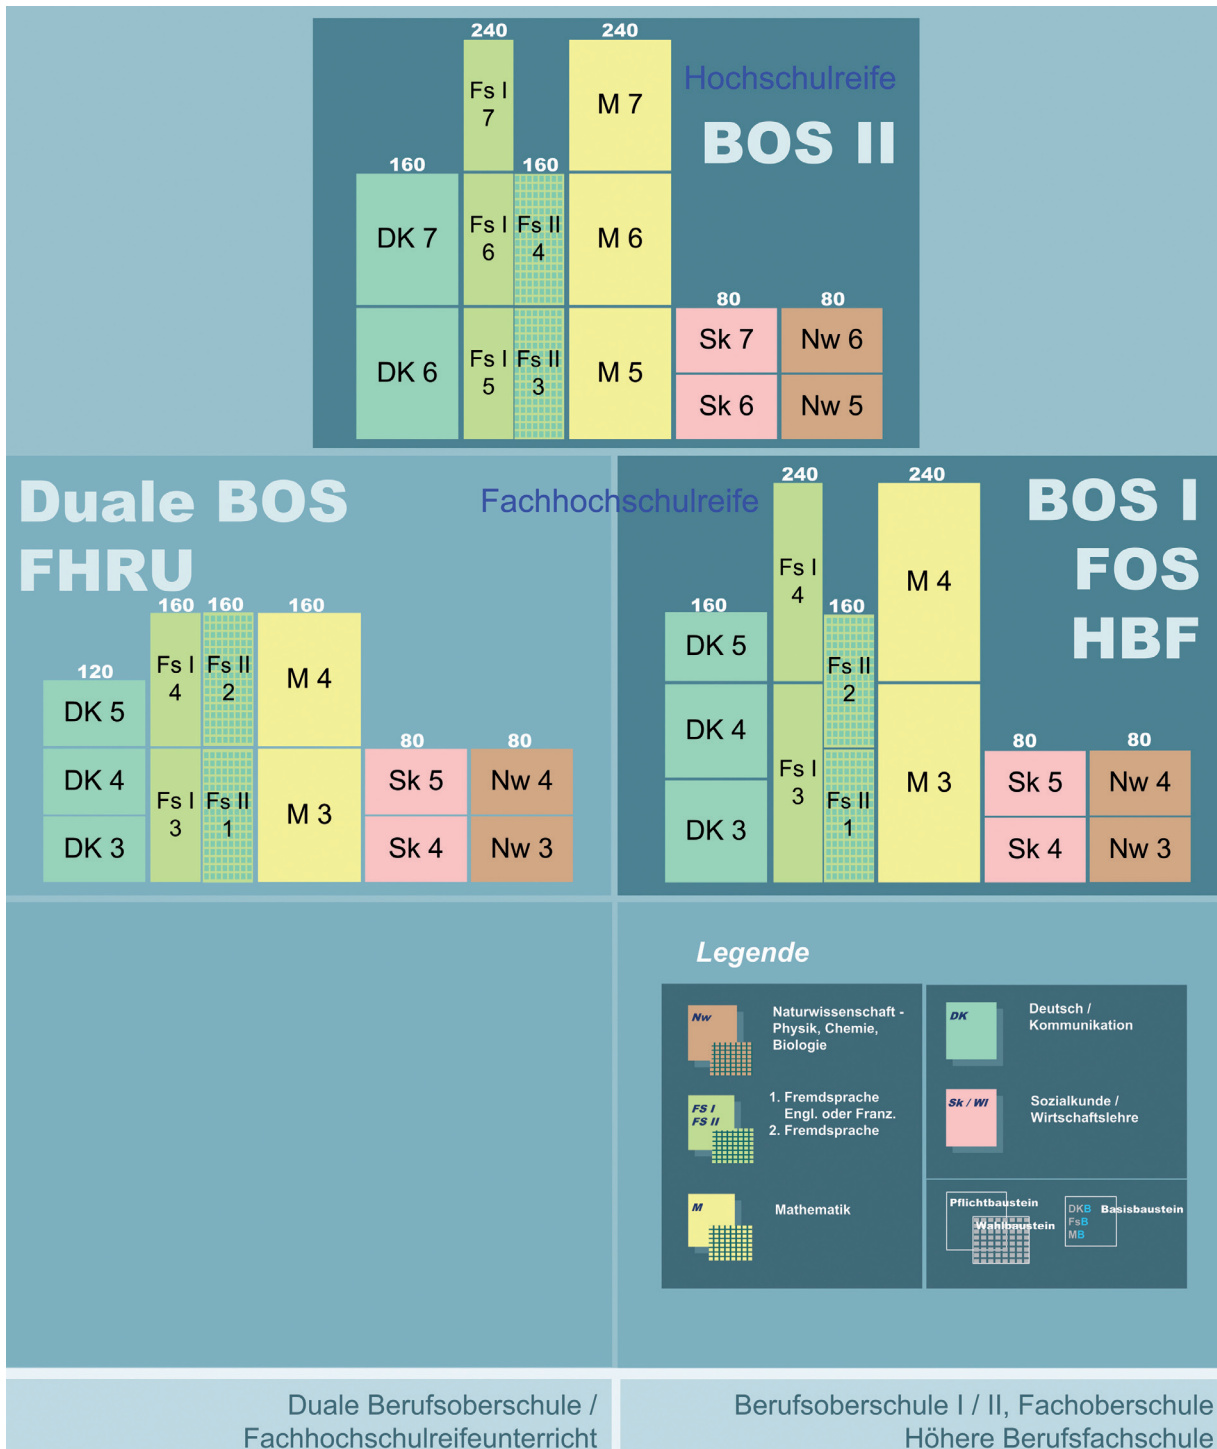 240
240
Hochschulreife
BOS II
Fs I
7
M 7
160
160
DK 7
Fs I
6
Fs II
4
M 6
80
80
DK 6
Fs I
5
Fs II
3
M 5
Sk 7
Nw 6
Sk 6
Nw 5
Duale BOS
FHRU
Fachhochschulreife
160
160
160
120
DK 5
Fs I
4
Fs II
2
M 4
80
80
DK 4
Fs I
3
Fs II
1
M 3
Sk 5
Nw 4
DK 3
Sk 4
Nw 3
240
240
BOS I
FOS
HBF
Fs I
4
M 4
160
160
DK 5
Fs II
2
DK 4
80
80
Fs I
3
M 3
Sk 5
Nw 4
DK 3
Fs II
1
Sk 4
Nw 3
Legende
Nw
Naturwissenschaft -
Physik, Chemie,
Biologie
FS I
FS II
1. Fremdsprache
Engl. oder Franz.
2. Fremdsprache
M
Mathematik
DK
Deutsch /
Kommunikation
Sk / Wl
Sozialkunde /
Wirtschaftslehre
Pflichtbaustein
Wahlbaustein
DKB
FsB
MB
Basisbaustein
Duale Berufsoberschule /
Fachhochschulreifeunterricht
Berufsoberschule I / II, Fachoberschule
Höhere Berufsfachschule